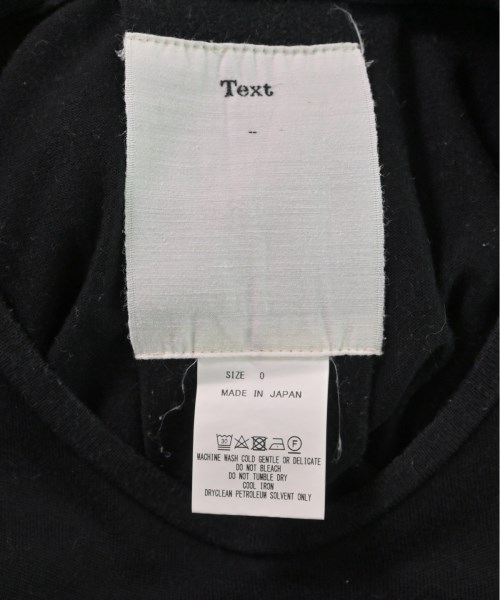 Text
--
SIZE 0
MADE IN JAPAN
30 F
MACHINE WASH COLD GENTLE OR DELICATE
DO NOT BLEACH
DO NOT TUMBLE DRY
COOL IRON
DRYCLEAN PETROLEUM SOLVENT ONLY